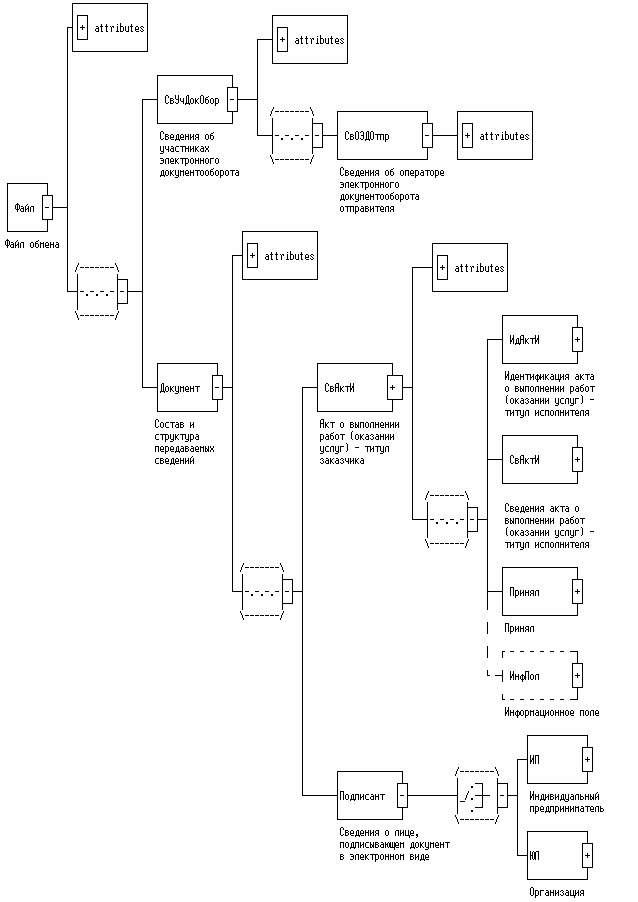 attributes
attributes
СвУчДокОбор
Сведения об
участниках
электронного
документооборота
СвОЭДОтпр
attributes
Сведения об операторе
электронного
документооборота
отправителя
Файл
Файл обмена
attributes
attributes
Документ
Состав и
структура
передаваемых
сведений
СвАктИ
Акт о выполнении
работ (оказании
услуг) - титул
заказчика
ИдАктИ
Идентификация акта
о выполнении работ
(оказании услуг) -
титул исполнителя
СвАктИ
Сведения акта о
выполнении работ
(оказании услуг) -
титул исполнителя
Принял
Принял
ИнфПол
Информационное поле
Подписант
Сведения о лице,
подписывающем документ
в электронном виде
ИП
Индивидуальный
предприниматель
ЮП
Организация